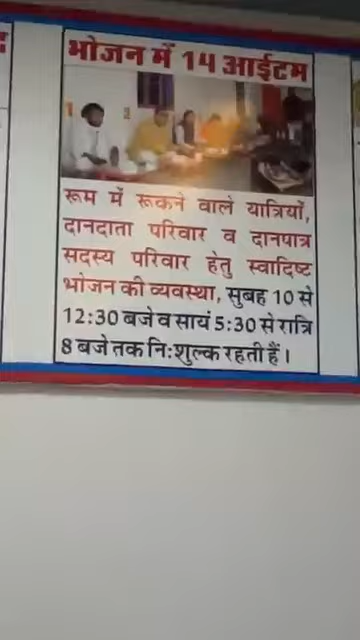 भोजन में 14 आईटम
रूम में रूकने वाले यात्रियों,
दानदाता परिवार व दानपात्र
सदस्य परिवार हेतु स्वादिष्ट
भोजन की व्यवस्था, सुबह 10 से
12:30 बजे व सायं 5:30 से रात्रि
8 बजे तक नि:शुल्क रहती हैं।